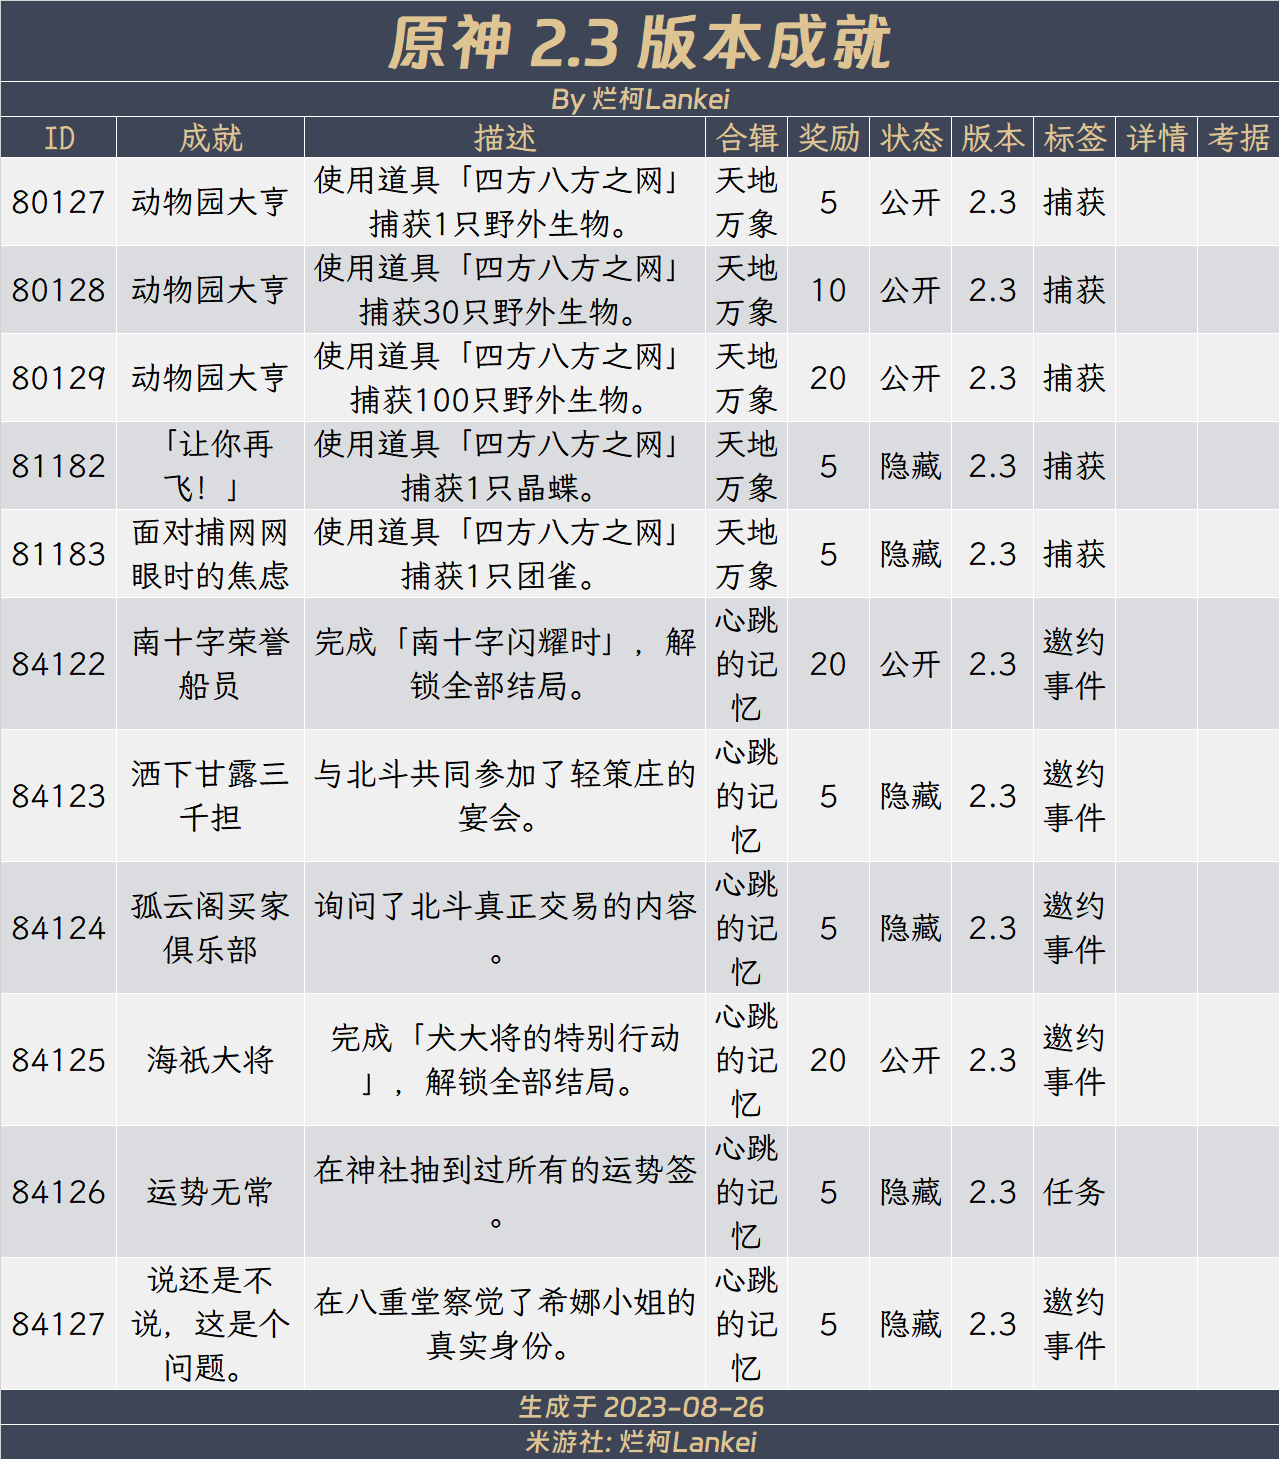 原神 2.3 版本成就
By 烂柯Lankei
ID 成就 描述 合辑 奖励 状态 版本 标签 详情 考据
80127 动物园大亨 使用道具「四方八方之网」捕获1只野外生物。 天地万象 5 公开 2.3 捕获
80128 动物园大亨 使用道具「四方八方之网」捕获30只野外生物。 天地万象 10 公开 2.3 捕获
80129 动物园大亨 使用道具「四方八方之网」捕获100只野外生物。 天地万象 20 公开 2.3 捕获
81182 「让你再飞！」 使用道具「四方八方之网」捕获1只晶蝶。 天地万象 5 隐藏 2.3 捕获
81183 面对捕网网眼时的焦虑 使用道具「四方八方之网」捕获1只团雀。 天地万象 5 隐藏 2.3 捕获
84122 南十字荣誉船员 完成「南十字闪耀时」，解锁全部结局。 心跳的记忆 20 公开 2.3 邀约事件
84123 洒下甘露三千担 与北斗共同参加了轻策庄的宴会。 心跳的记忆 5 隐藏 2.3 邀约事件
84124 孤云阁买家俱乐部 询问了北斗真正交易的内容。 心跳的记忆 5 隐藏 2.3 邀约事件
84125 海祇大将 完成「犬大将的特别行动」，解锁全部结局。 心跳的记忆 20 公开 2.3 邀约事件
84126 运势无常 在神社抽到过所有的运势签。 心跳的记忆 5 隐藏 2.3 任务
84127 说还是不说，这是个问题。 在八重堂察觉了希娜小姐的真实身份。 心跳的记忆 5 隐藏 2.3 邀约事件
生成于 2023-08-26
米游社: 烂柯Lankei